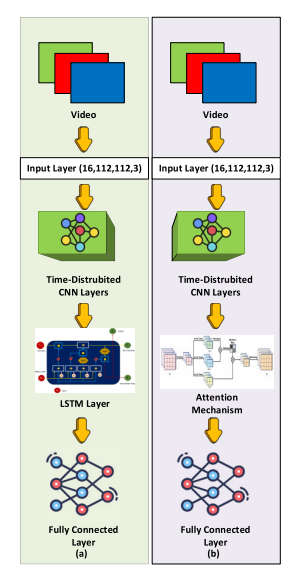 Video
Input Layer (16,112,112,3)
Time-Distrubited
CNN Layers
LSTM Layer
Fully Connected
Layer
(a)
Video
Input Layer (16,112,112,3)
Time-Distrubited
CNN Layers
Attention
Mechanism
Fully Connected
Layer
(b)